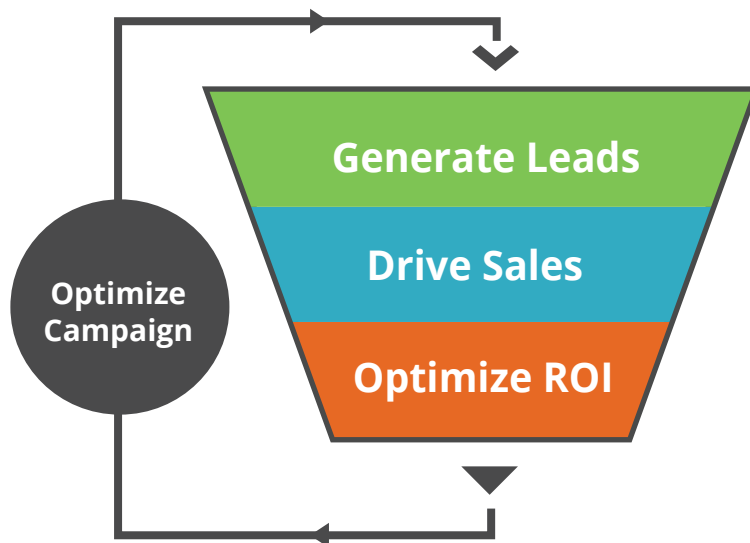 Generate Leads
Drive Sales
Optimize ROI
Optimize
Campaign